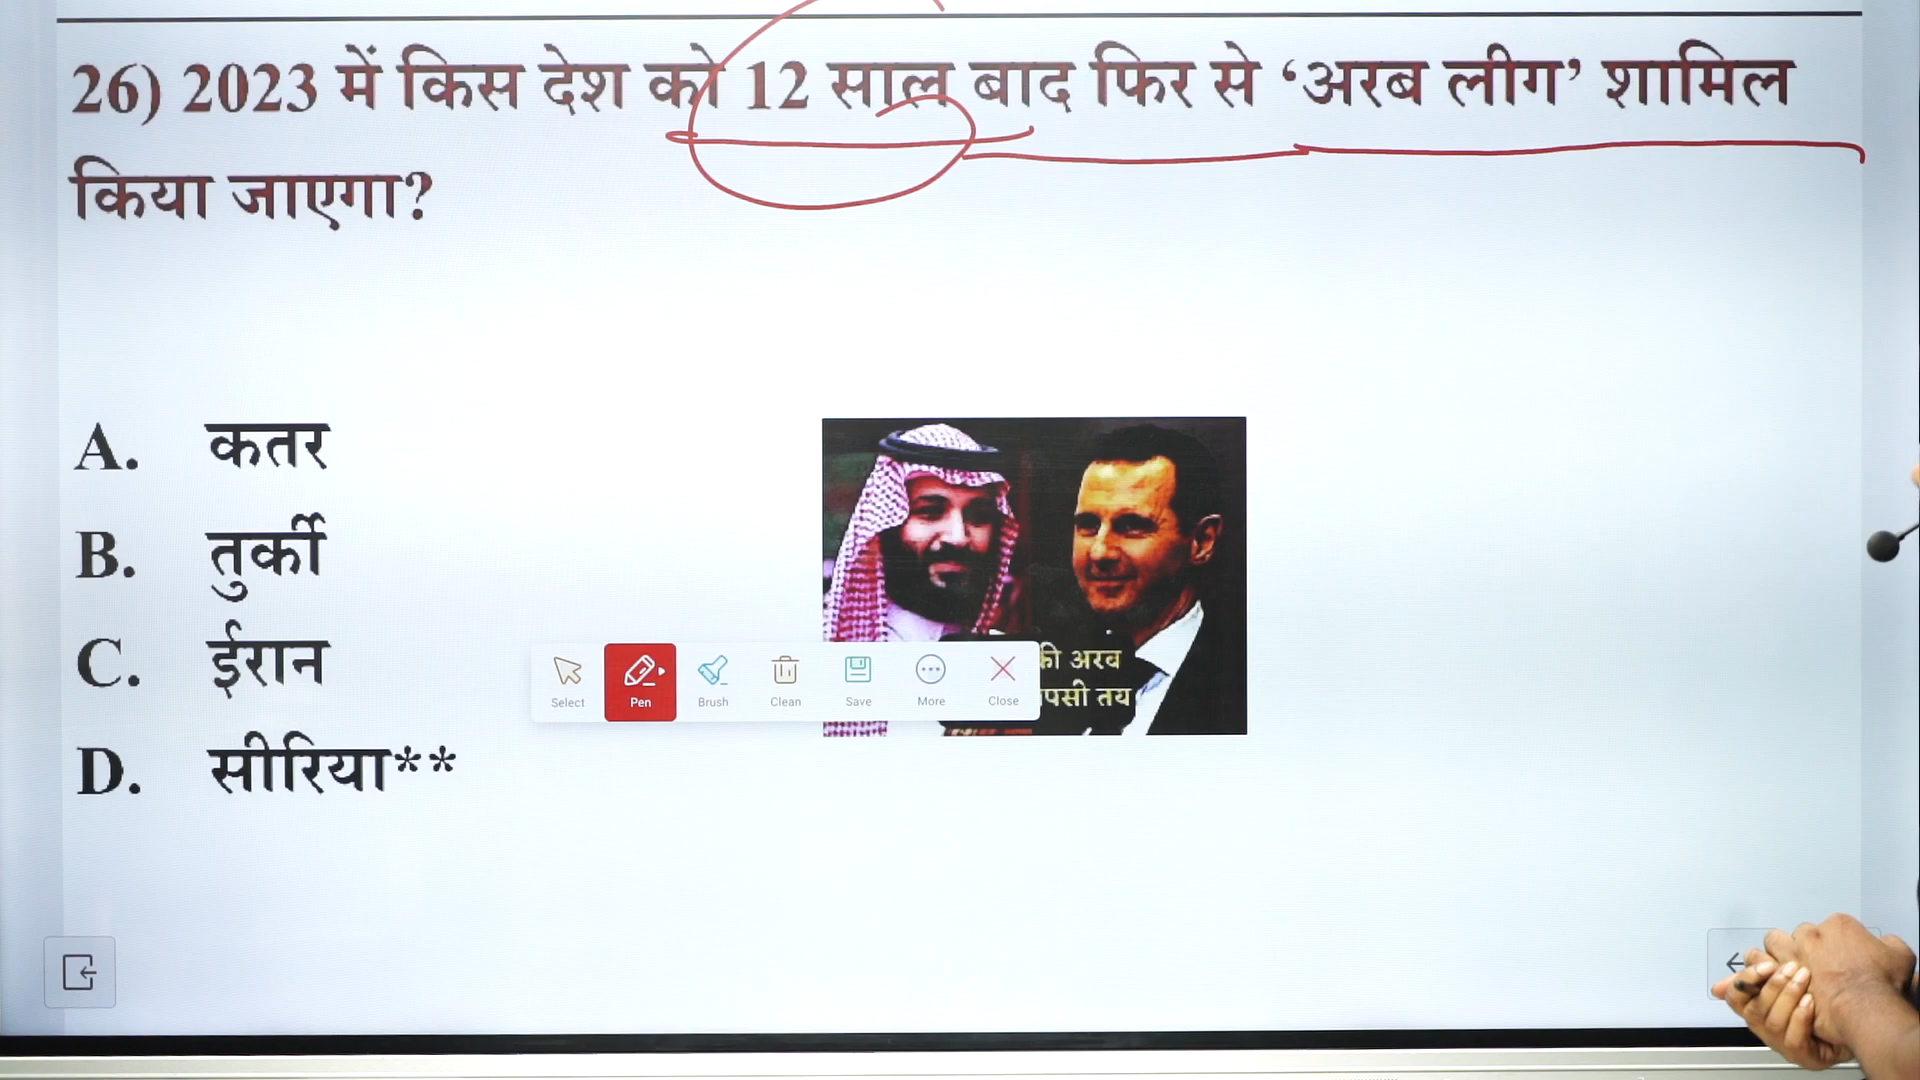 26) 2023 में किस देश को 12 साल बाद फिर से ‘अरब लीग’ शामिल
किया जाएगा?
A. कतर
B. तुर्की
C. ईरान
D. सीरिया**
की अरब
पसी तय
Select Pen Brush Clean Save More Close